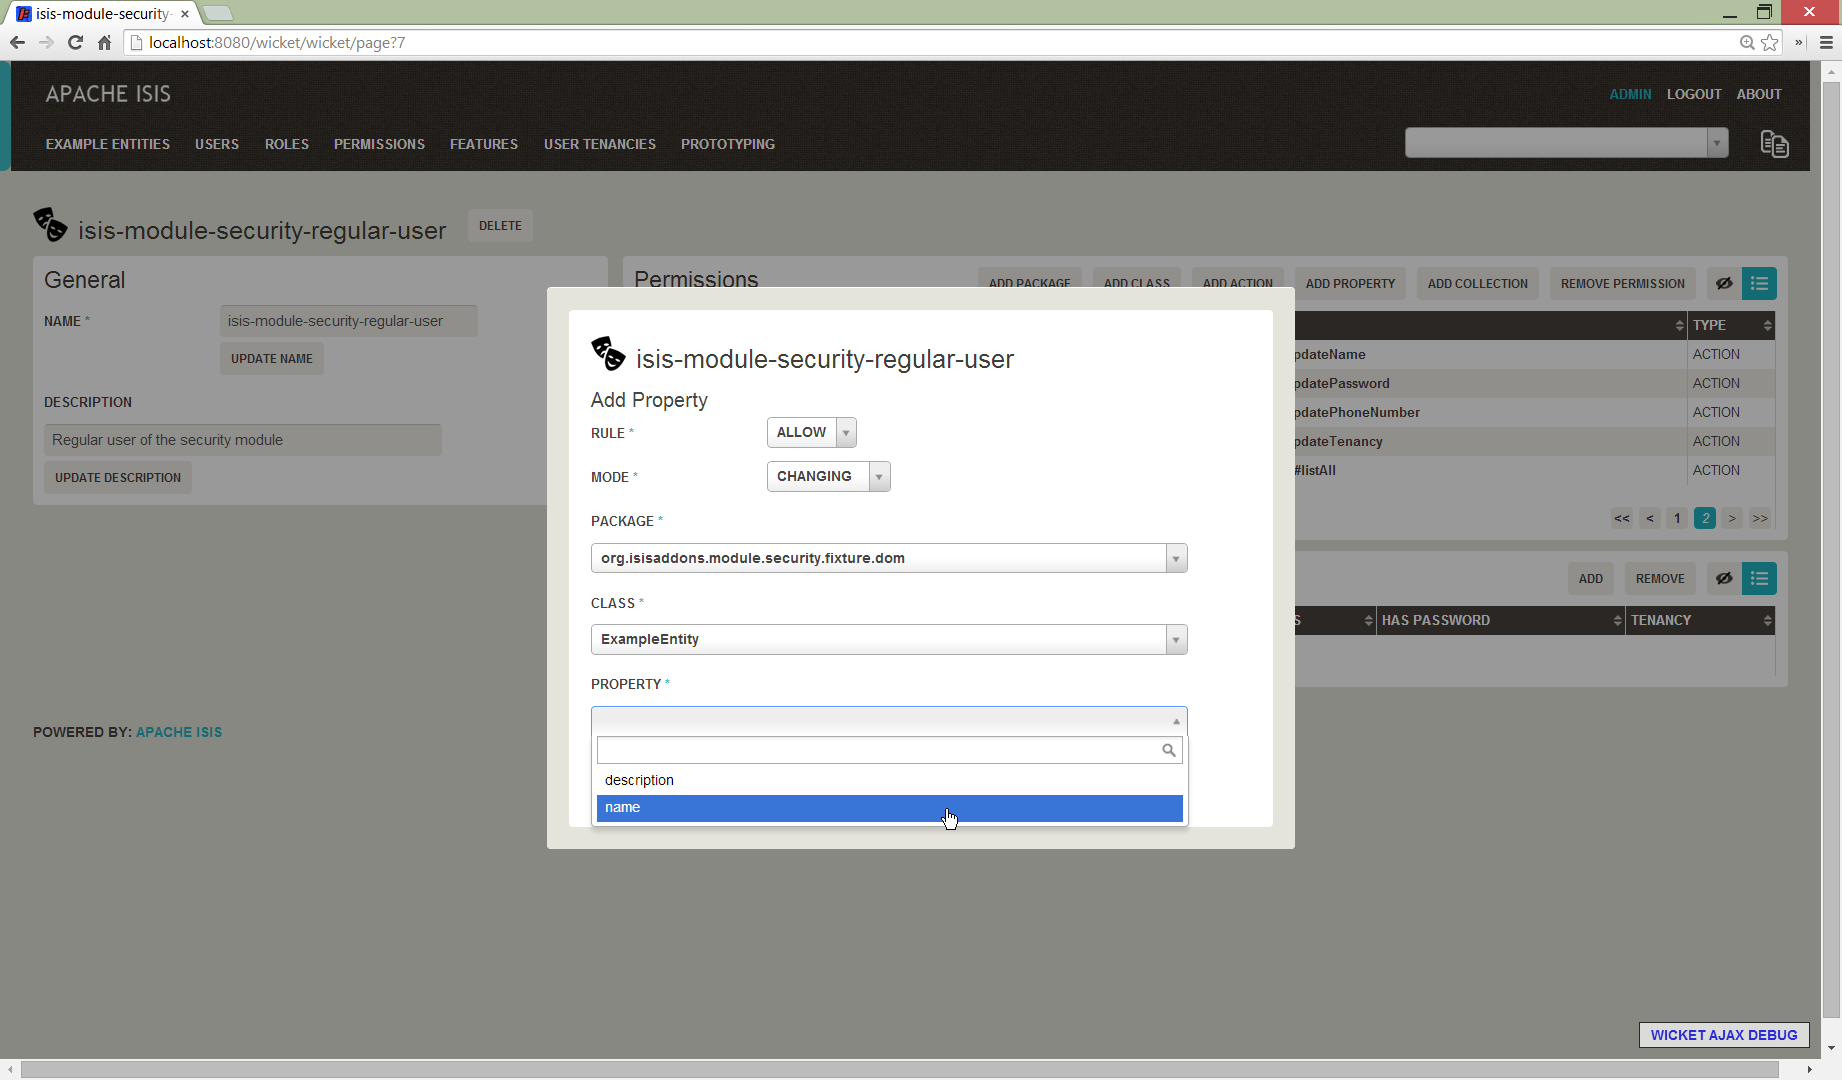 isis-module-security-
localhost:8080/wicket/wicket/page?7
APACHE ISIS
ADMIN LOGOUT ABOUT
EXAMPLE ENTITIES USERS ROLES PERMISSIONS FEATURES USER TENANCIES PROTOTYPING
isis-module-security-regular-user DELETE
General
NAME *
isis-module-security-regular-user
UPDATE NAME
DESCRIPTION
Regular user of the security module
UPDATE DESCRIPTION
Permissions ADD PACKAGE ADD CLASS ADD ACTION ADD PROPERTY ADD COLLECTION REMOVE PERMISSION
TYPE
pdateName ACTION
pdatePassword ACTION
pdatePhoneNumber ACTION
pdateTenancy ACTION
#listAll ACTION
<< < 1 2 > >>
ADD REMOVE
S HAS PASSWORD TENANCY
isis-module-security-regular-user
Add Property
RULE * ALLOW
MODE * CHANGING
PACKAGE *
org.isisaddons.module.security.fixture.dom
CLASS *
ExampleEntity
PROPERTY *
description
name
POWERED BY: APACHE ISIS
WICKET AJAX DEBUG